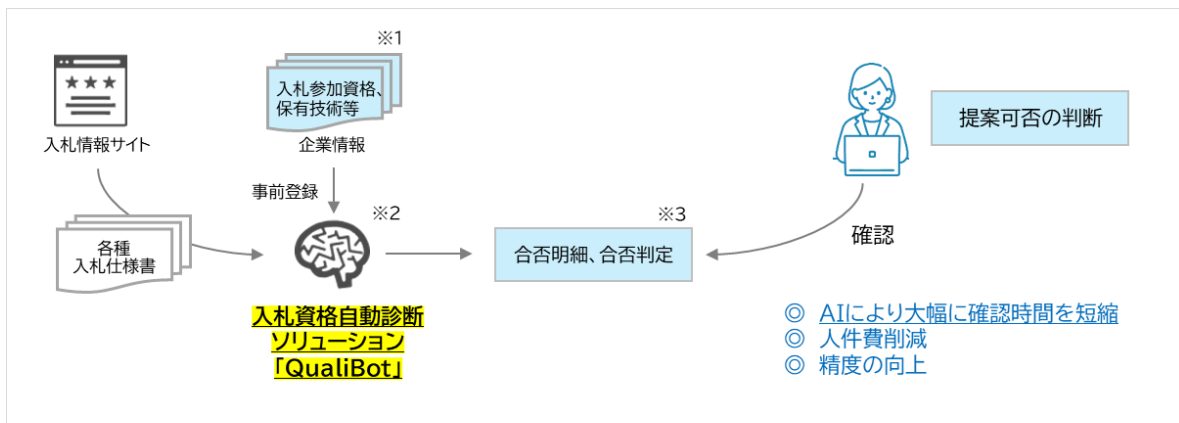 ※1
入札参加資格、
保有技術等
入札情報サイト
企業情報
提案可否の判断
事前登録
※2
※3
各種
入札仕様書
合否明細、合否判定
確認
入札資格自動診断
ソリューション
「QualiBot」
◎ AIにより大幅に確認時間を短縮
◎ 人件費削減
◎ 精度の向上